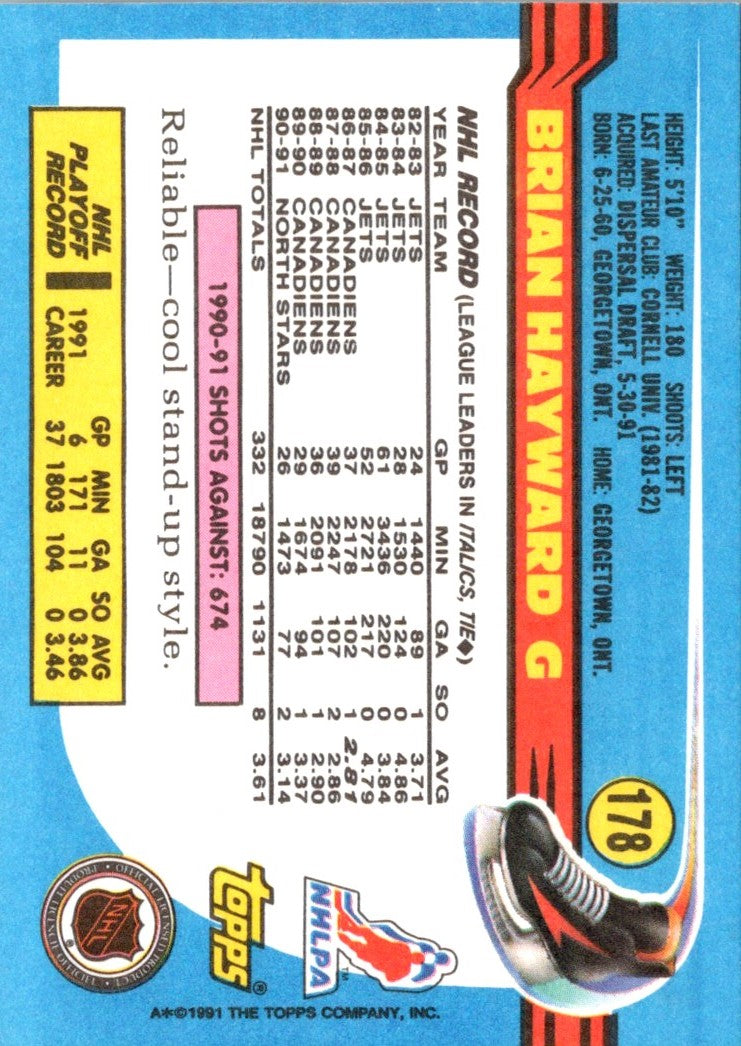 178
HEIGHT: 5'10" WEIGHT: 180 SHOOTS: LEFT
LAST AMATEUR CLUB: CORNELL UNIV. (1981-82)
ACQUIRED: DISPERSAL DRAFT, 5-30-91
BORN: 6-25-60, GEORGETOWN, ONT. HOME: GEORGETOWN, ONT.
BRIAN HAYWARD G
NHL RECORD (LEAGUE LEADERS IN ITALICS, TIE◆)
YEAR TEAM GP MIN GA SO AVG
82-83 JETS 24 1440 89 1 3.71
83-84 JETS 28 1530 124 0 4.86
84-85 JETS 61 3436 220 0 3.84
85-86 JETS 52 2721 217 0 4.79
86-87 CANADIENS 37 2178 102 1 2.81
87-88 CANADIENS 39 2247 107 2 2.86
88-89 CANADIENS 36 2091 101 1 2.90
89-90 CANADIENS 29 1674 94 1 3.37
90-91 NORTH STARS 26 1473 77 2 3.14
NHL TOTALS 332 18790 1131 8 3.61
1990-91 SHOTS AGAINST: 674
Reliable—cool stand-up style.
NHL PLAYOFF RECORD
GP MIN GA SO AVG
1991 6 171 11 0 3.86
CAREER 37 1803 104 0 3.46
NHLPA
TM
TOPPS
®
NHL
®
OFFICIAL LICENSED PRODUCT
A*©1991 THE TOPPS COMPANY, INC.